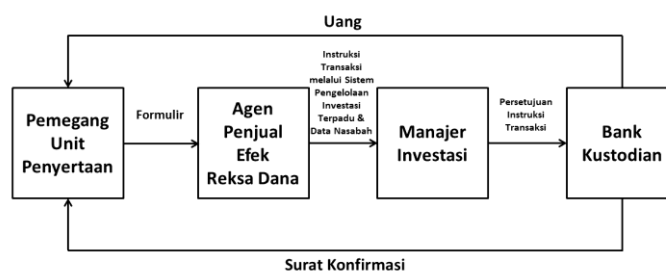 Uang
Pemegang
Unit
Penyertaan
Formulir
Agen
Penjual
Efek
Reksa Dana
Instruksi
Transaksi
melalui Sistem
Pengelolaan
Investasi
Terpadu &
Data Nasabah
Manajer
Investasi
Persetujuan
Instruksi
Transaksi
Bank
Kustodian
Surat Konfirmasi